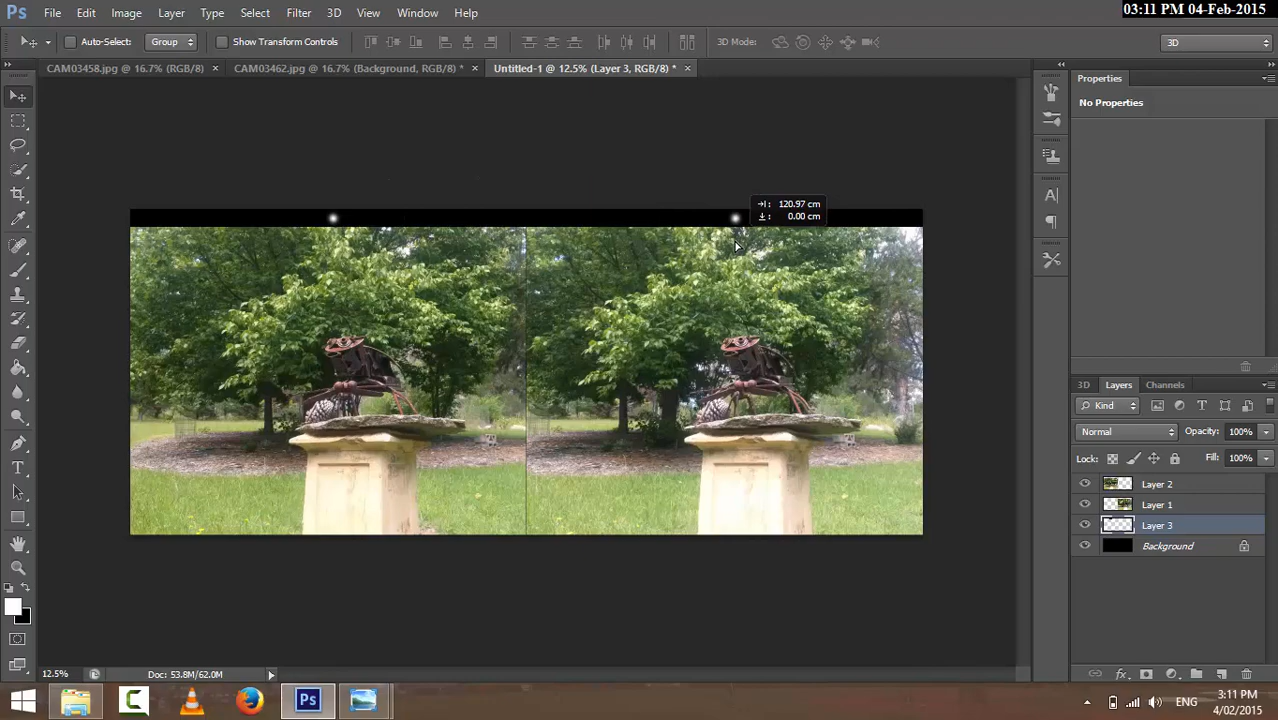 Ps File Edit Image Layer Type Select Filter 3D View Window Help
03:11 PM 04-Feb-2015
Auto-Select: Group Show Transform Controls 3D Mode: 3D
CAM03458.jpg @ 16.7% (RGB/8) × CAM03462.jpg @ 16.7% (Background, RGB/8) * × Untitled-1 @ 12.5% (Layer 3, RGB/8) * ×
Properties
No Properties
120.97 cm
0.00 cm
3D Layers Channels
Kind
Normal Opacity: 100%
Lock: Fill: 100%
Layer 2
Layer 1
Layer 3
Background
12.5% Doc: 53.8M/62.0M
Ps ENG 3:11 PM
4/02/2015